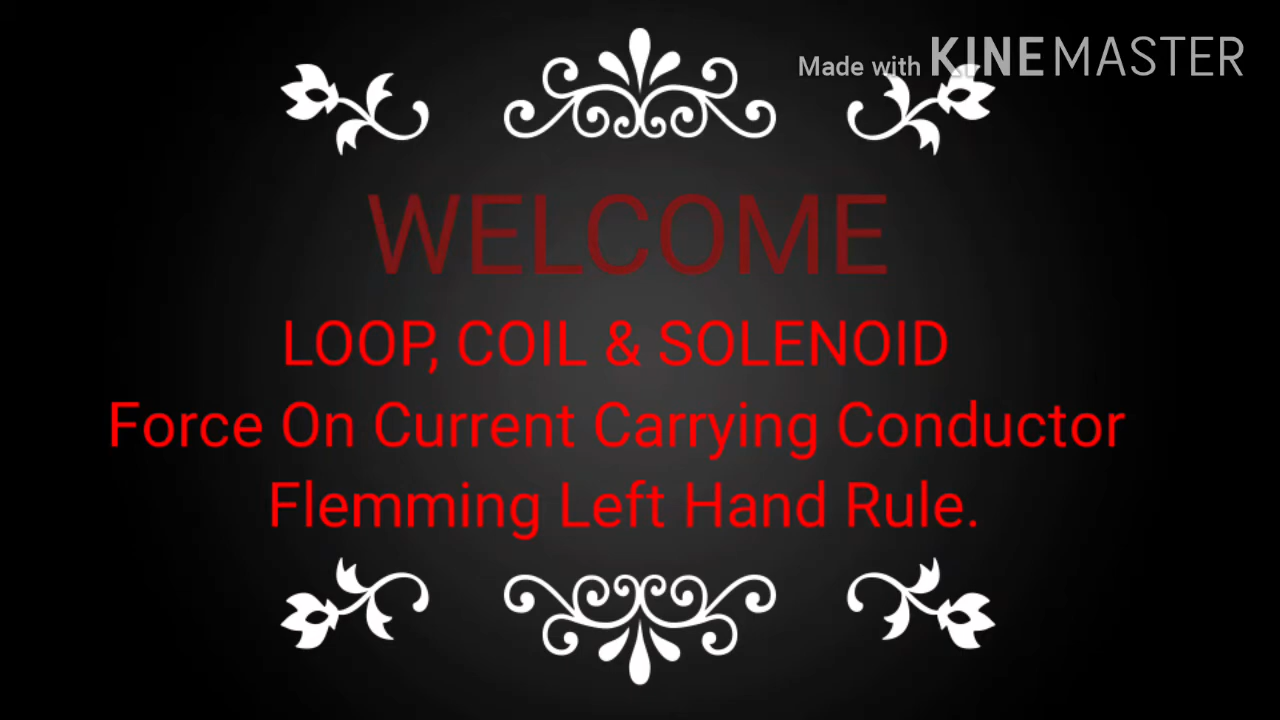 Made with KINEMASTER
WELCOME
LOOP, COIL & SOLENOID
Force On Current Carrying Conductor
Flemming Left Hand Rule.